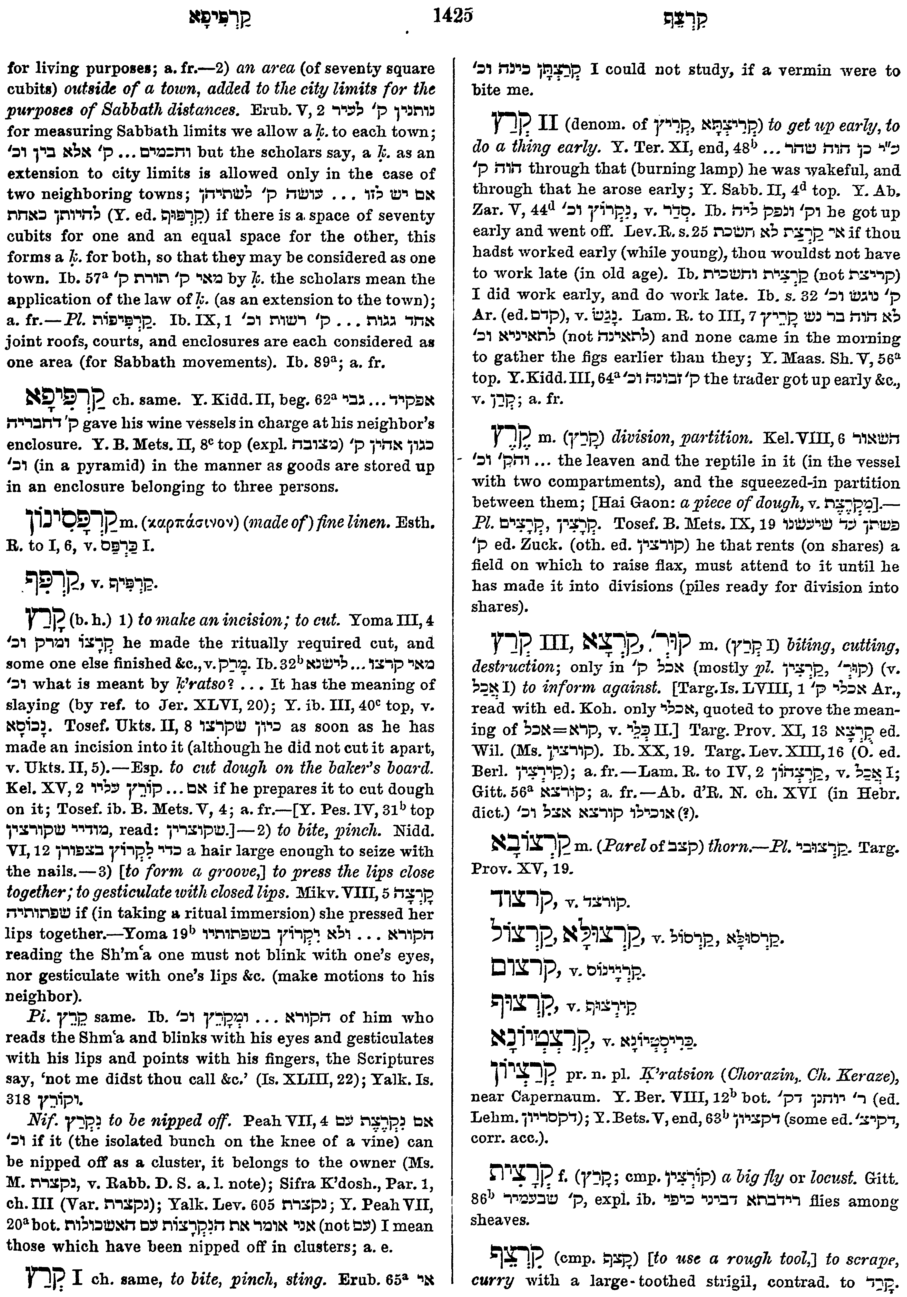 קַרְפִּיפָא 1425 קִרְצֵף
for living purposes; a. fr.—2) an area (of seventy square
cubits) outside of a town, added to the city limits for the
purposes of Sabbath distances. Erub. V, 2 נותנין ק' לעיר
for measuring Sabbath limits we allow a ḳ. to each town;
וחכמים ... ק' אלא בין וכ' but the scholars say, a ḳ. as an
extension to city limits is allowed only in the case of
two neighboring towns; אם יש לזו ... עושה ק' לשתיהן
להיותן כאחת (Y. ed. קַרְפּוּף) if there is a space of seventy
cubits for one and an equal space for the other, this
forms a ḳ. for both, so that they may be considered as one
town. Ib. 57ᵃ מאי ק' תורת ק' by ḳ. the scholars mean the
application of the law of ḳ. (as an extension to the town);
a. fr.—Pl. קַרְפֵּיפוֹת. Ib. IX, 1 אחד גגות ... ק' רשות וכ'
joint roofs, courts, and enclosures are each considered as
one area (for Sabbath movements). Ib. 89ᵃ; a. fr.
קַרְפִּיפָא ch. same. Y. Kidd. II, beg. 62ᵃ אפקיד ... גבי
ק' דחבריה gave his wine vessels in charge at his neighbor's
enclosure. Y. B. Mets. II, 8ᶜ top (expl. מצובה) כגון אהין ק'
וכ' (in a pyramid) in the manner as goods are stored up
in an enclosure belonging to three persons.
קַרְפָּסִינוֹן m. (καρπάσινον) (made of) fine linen. Esth.
R. to I, 6, v. כַּרְפַּס I.
קַרְפֵּף, v. קַרְפֵּיף.
קָרַץ (b. h.) 1) to make an incision; to cut. Yoma III, 4
קְרָצוֹ ומרק וכ' he made the ritually required cut, and
some one else finished &c., v. מָרַק. Ib. 32ᵇ מאי קרצו ... לישנא
וכ' what is meant by ḳ'ratso? ... It has the meaning of
slaying (by ref. to Jer. XLVI, 20); Y. ib. III, 40ᶜ top, v.
נָכוֹסָא. Tosef. Ukts. II, 8 כיון שקרצו as soon as he has
made an incision into it (although he did not cut it apart,
v. Ukts. II, 5).—Esp. to cut dough on the baker's board.
Kel. XV, 2 אם ... קוֹרֵץ עליו if he prepares it to cut dough
on it; Tosef. ib. B. Mets. V, 4; a. fr.—[Y. Pes. IV, 31ᵇ top
מודיי שקורצין, read: שקוצרין.]—2) to bite, pinch. Nidd.
VI, 12 כדי לִקְרוֹץ בצפורן a hair large enough to seize with
the nails.—3) [to form a groove,] to press the lips close
together; to gesticulate with closed lips. Mikv. VIII, 5 קָרְצָה
שפתותיה if (in taking a ritual immersion) she pressed her
lips together.—Yoma 19ᵇ הקורא ... ולא יִקְרוֹץ בשפתותיו
reading the Sh'mʿa one must not blink with one's eyes,
nor gesticulate with one's lips &c. (make motions to his
neighbor).
Pi. קֵרֵץ same. Ib. הקורא ... ומְקָרֵץ וכ' of him who
reads the Shmʿa and blinks with his eyes and gesticulates
with his lips and points with his fingers, the Scriptures
say, 'not me didst thou call &c.' (Is. XLIII, 22); Yalk. Is.
318 וקורץ.
Nif. נִקְרַץ to be nipped off. Peah VII, 4 אם נִקְרֶצֶת עם
וכ' if it (the isolated bunch on the knee of a vine) can
be nipped off as a cluster, it belongs to the owner (Ms.
M. נקרצת, v. Rabb. D. S. a. l. note); Sifra K'dosh., Par. 1,
ch. III (Var. נקצרת); Yalk. Lev. 605 נקצרת; Y. Peah VII,
20ᵃ bot. אני אומר את הנִקְרָצוֹת עם האשכולות (not עם) I mean
those which have been nipped off in clusters; a. e.
קְרַץ I ch. same, to bite, pinch, sting. Erub. 65ᵃ אי
קְרַצְתָּן כינה וכ' I could not study, if a vermin were to
bite me.
קְרַץ II (denom. of קְרִיץ, קְרִיצְתָּא) to get up early, to
do a thing early. Y. Ter. XI, end, 48ᵇ כ״י כן הוה שהר ...
הוה ק' through that (burning lamp) he was wakeful, and
through that he arose early; Y. Sabb. II, 4ᵈ top. Y. Ab.
Zar. V, 44ᵈ נִקְרוֹץ וכ', v. סְדַר. Ib. וק' ונפק ליה he got up
early and went off. Lev. R. s. 25 אי קְרַצְת לא חשכת if thou
hadst worked early (while young), thou wouldst not have
to work late (in old age). Ib. קְרָצִית וחשכית (not קריצת)
I did work early, and do work late. Ib. s. 32 ק' נוגש וכ'
Ar. (ed. קדם), v. נְגַשׁ. Lam. R. to III, 7 לא הוה בר נש קָרֵיץ
לתאיניא וכ' (not לתאינה) and none came in the morning
to gather the figs earlier than they; Y. Maas. Sh. V, 56ᵃ
top. Y. Kidd. III, 64ᵃ ק' זבונה וכ' the trader got up early &c.,
v. קְרֵן; a. fr.
קֶרֶץ m. (קָרַץ) division, partition. Kel. VIII, 6 השאור
... והק' וכ' the leaven and the reptile in it (in the vessel
with two compartments), and the squeezed-in partition
between them; [Hai Gaon: a piece of dough, v. מְקַרֶצֶת].—
Pl. קְרָצִים, קְרָצִין. Tosef. B. Mets. IX, 19 פשתן עד שיעשנו
ק' ed. Zuck. (oth. ed. קורצין) he that rents (on shares) a
field on which to raise flax, must attend to it until he
has made it into divisions (piles ready for division into
shares).
קְרַץ III, קַרְצָא, קוּרְ' m. (קְרַץ I) biting, cutting,
destruction; only in אכל ק' (mostly pl. קַרְצִין, קוּרְ') (v.
אֲכַל I) to inform against. [Targ. Is. LVIII, 1 אכלי ק' Ar.,
read with ed. Koh. only אכלי, quoted to prove the mean-
ing of אכל=קרא, v. כְּלֵי II.] Targ. Prov. XI, 13 קֻרְצָא ed.
Wil. (Ms. קורצין). Ib. XX, 19. Targ. Lev. XIII, 16 (O. ed.
Berl. קֻירְצִין); a. fr.—Lam. R. to IV, 2 קַרְצְהוֹן, v. אֲכַל I;
Gitt. 56ᵃ קורצא; a. fr.—Ab. d'R. N. ch. XVI (in Hebr.
dict.) אוכילו קורצא אצל וכ' (?).
קַרְצוֹבָא m. (Parel of קצב) thorn.—Pl. קַרְצוּבֵי. Targ.
Prov. XV, 19.
קרצוד, v. קורצד.
קַרְצוּלָּא, קַרְצוֹל, v. קַרְסוּלָּא, קַרְסוֹל.
קרצום, v. קַרְדִינוֹס.
קִרְצוּף, v. קִירְצוּף.
קְרִצְטְיוֹנָא, v. כְּרִיסְטְיוֹנָא.
קְרַצְיוֹן pr. n. pl. Ḳ'ratsion (Chorazin, Ch. Keraze),
near Capernaum. Y. Ber. VIII, 12ᵇ bot. ר' יוחנן דק' (ed.
Lehm. דקסריון); Y. Bets. V, end, 63ᵇ דקציון (some ed. דקיצ',
corr. acc.).
קַרְצִית f. (קָרַץ; cmp. קוֹרְצִין) a big fly or locust. Gitt.
86ᵇ ק' שבעמיר, expl. ib. דידבתא דביני כיפי flies among
sheaves.
קִרְצֵף (cmp. קצף) [to use a rough tool,] to scrape,
curry with a large-toothed strigil, contrad. to קֵרֵד.